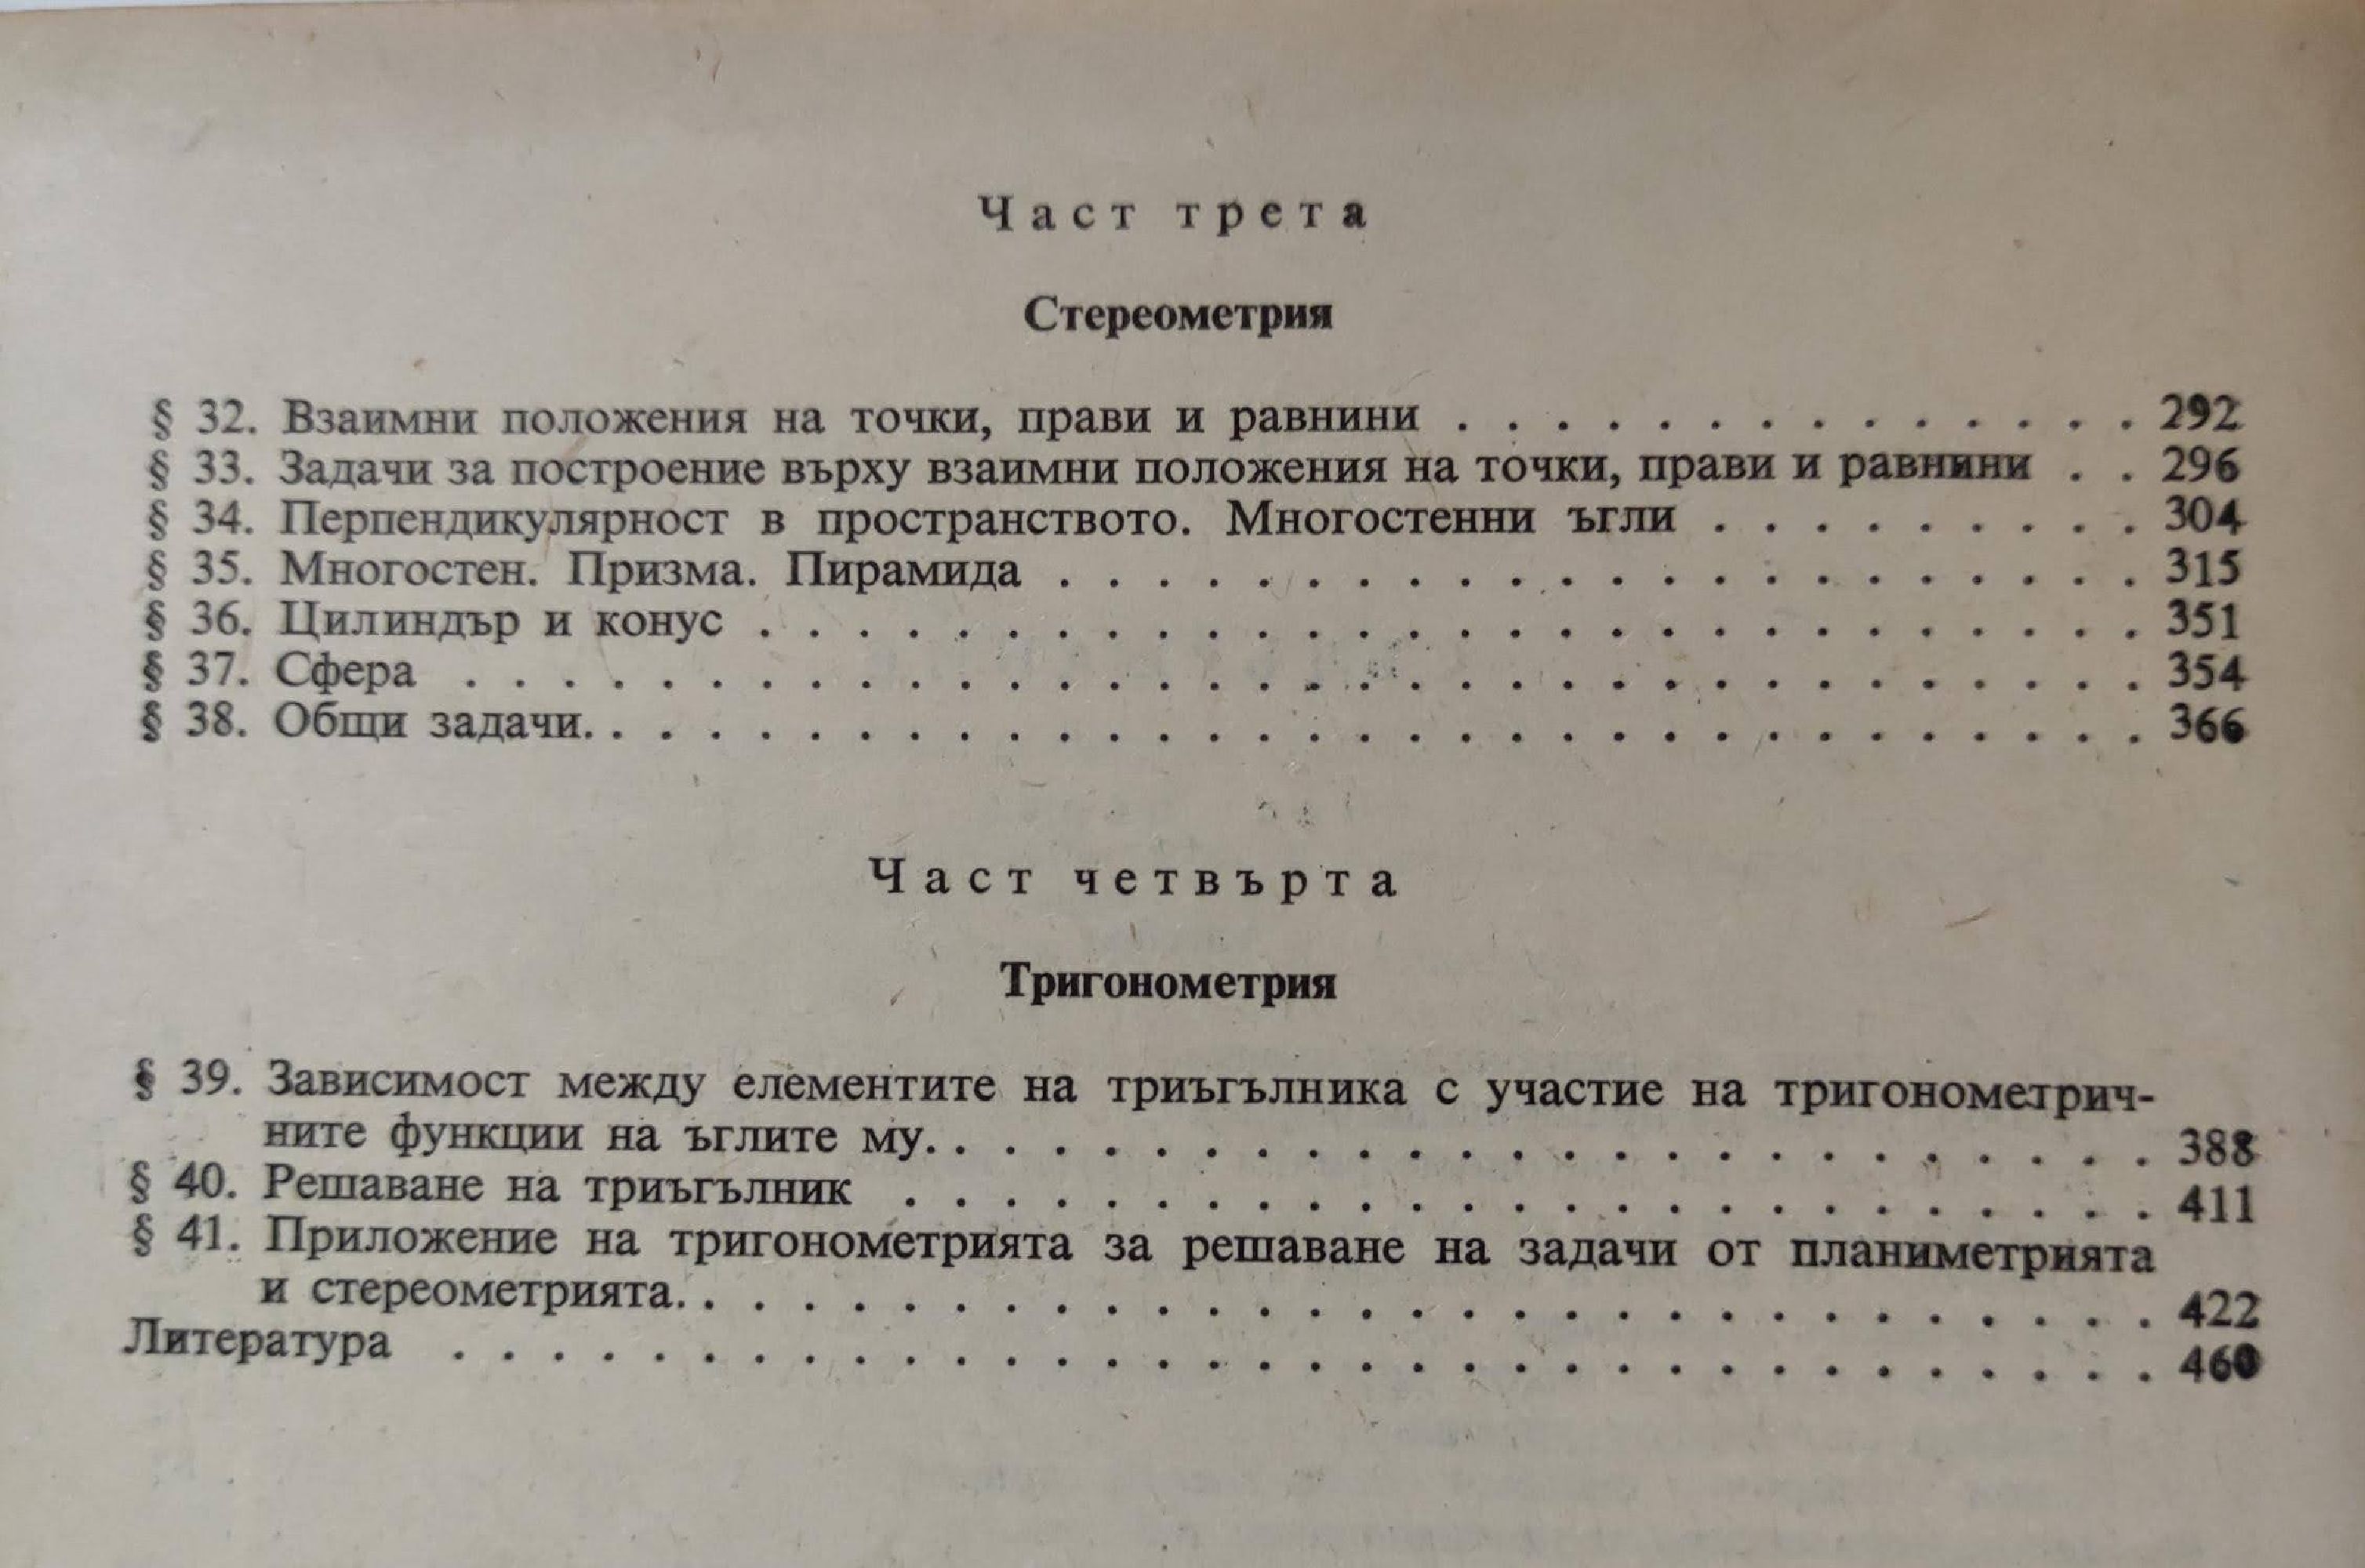 Част трета
Стереометрия
§ 32. Взаимни положения на точки, прави и равнини . . . . . . . . . . . . . . 292
§ 33. Задачи за построение върху взаимни положения на точки, прави и равнини . . 296
§ 34. Перпендикулярност в пространството. Многостенни ъгли . . . . . . . . . 304
§ 35. Многостен. Призма. Пирамида . . . . . . . . . . . . . . . . . . . . . . 315
§ 36. Цилиндър и конус . . . . . . . . . . . . . . . . . . . . . . . . . . . . 351
§ 37. Сфера . . . . . . . . . . . . . . . . . . . . . . . . . . . . . . . . . . 354
§ 38. Общи задачи. . . . . . . . . . . . . . . . . . . . . . . . . . . . . . . . 366
Част четвърта
Тригонометрия
§ 39. Зависимост между елементите на триъгълника с участие на тригонометрич-
ните функции на ъглите му. . . . . . . . . . . . . . . . . . . . . . . . . 388
§ 40. Решаване на триъгълник . . . . . . . . . . . . . . . . . . . . . . . . . 411
§ 41. Приложение на тригонометрията за решаване на задачи от планиметрията
и стереометрията. . . . . . . . . . . . . . . . . . . . . . . . . . . . . . 422
Литература . . . . . . . . . . . . . . . . . . . . . . . . . . . . . . . . . . 460